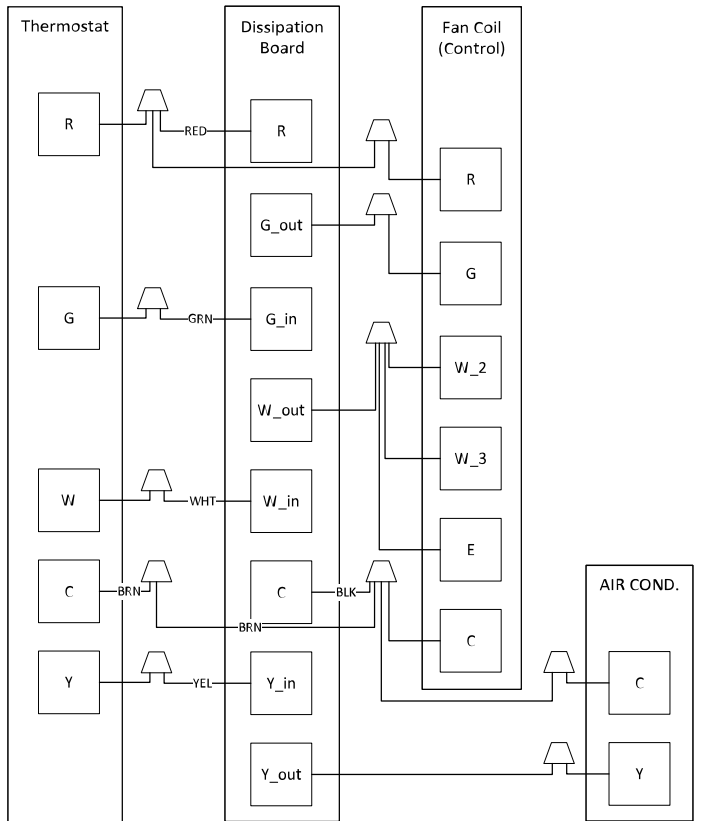 Thermostat
Dissipation
Board
Fan Coil
(Control)
R
RED
R
R
G_out
G
G
GRN
G_in
W_2
W_out
W_3
W
WHT
W_in
E
AIR COND.
C
BRN
C
BLK
BRN
C
Y
YEL
Y_in
C
Y_out
Y